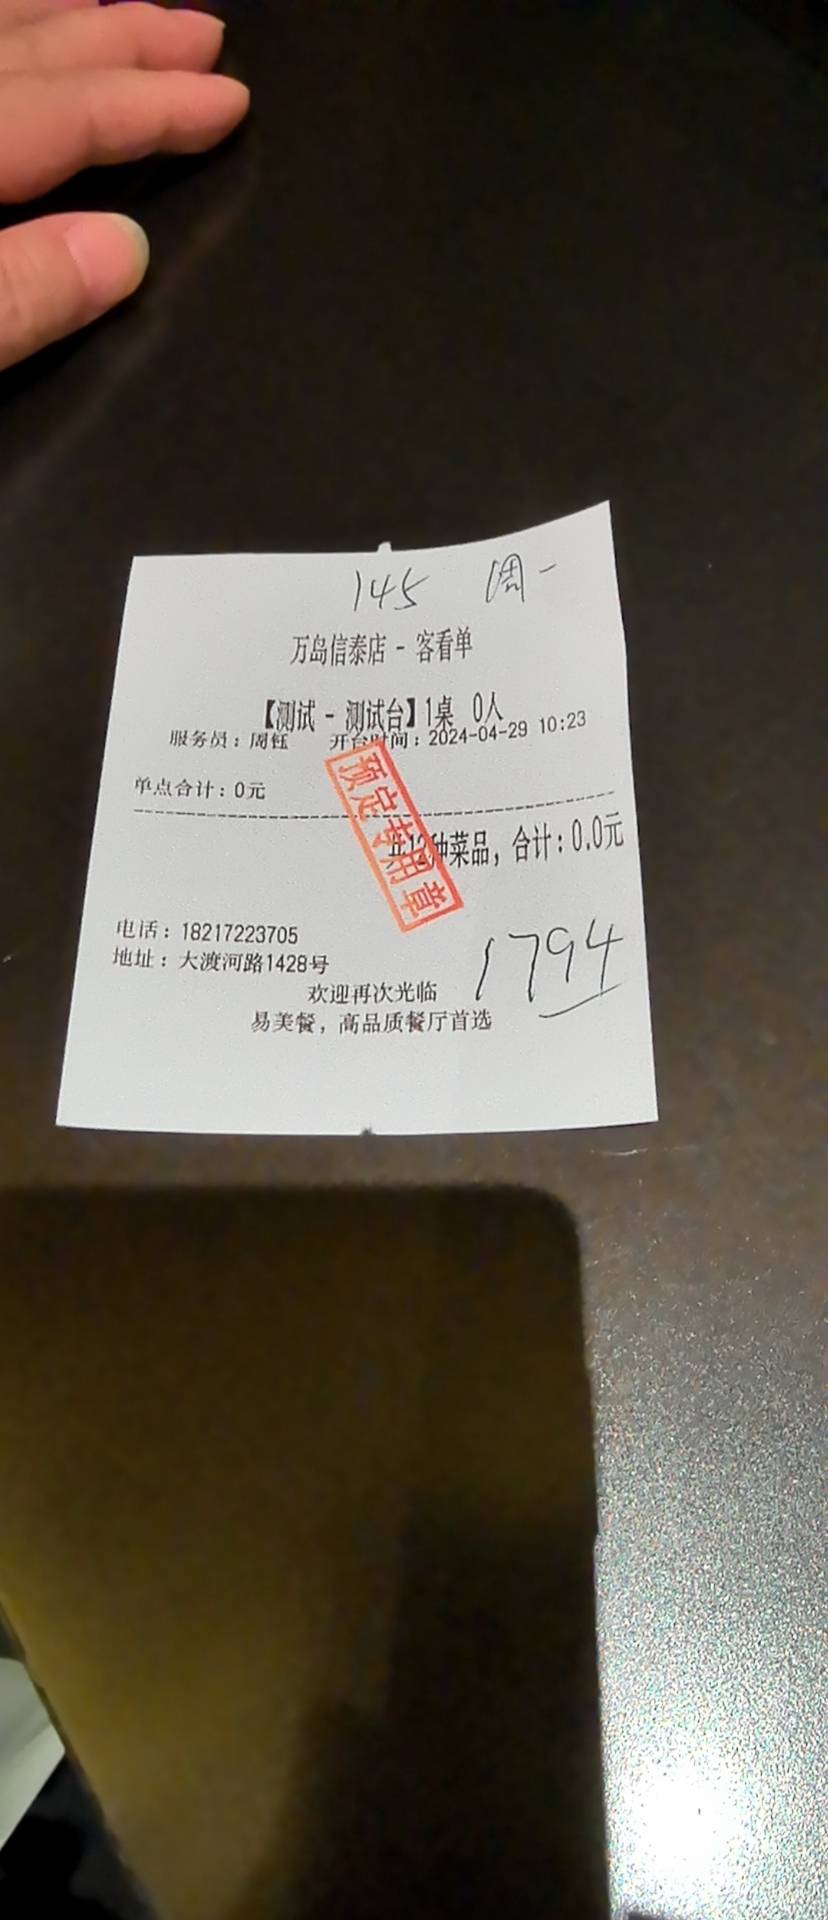 145 周一
万岛信泰店 - 客看单
【测试 - 测试台】1桌 0人
服务员：周钰 开台时间：2024-04-29 10:23
单点合计：0元
预定专用章
共12种菜品，合计：0.0元
电话：18217223705
地址：大渡河路1428号
1794
欢迎再次光临
易美餐，高品质餐厅首选